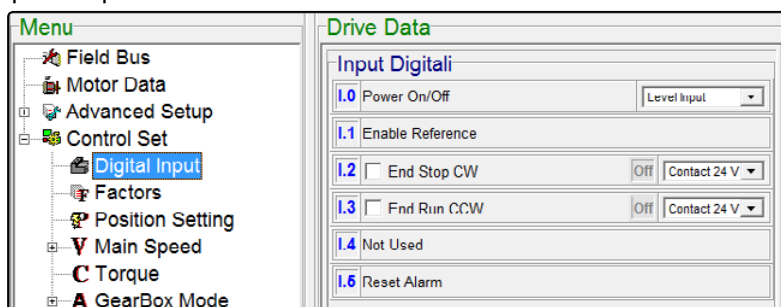 Menu
Field Bus
Motor Data
Advanced Setup
Control Set
Digital Input
Factors
Position Setting
V Main Speed
C Torque
A GearBox Mode
Drive Data
Input Digitali
I.0 Power On/Off Level Input
I.1 Enable Reference
I.2 End Stop CW Off Contact 24 V
I.3 End Run CCW Off Contact 24 V
I.4 Not Used
I.5 Reset Alarm